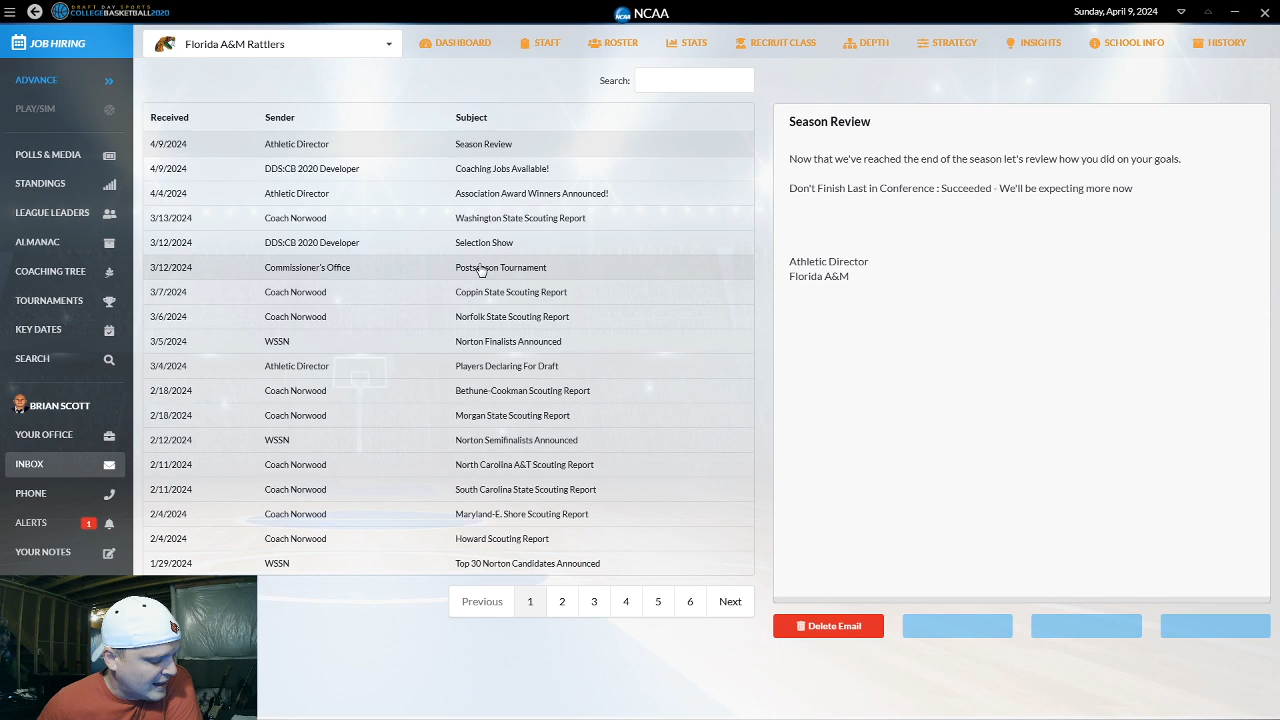 DRAFT DAY SPORTS
COLLEGE BASKETBALL 2020
NCAA
Sunday, April 9, 2024
JOB HIRING
Florida A&M Rattlers
DASHBOARD
STAFF
ROSTER
STATS
RECRUIT CLASS
DEPTH
STRATEGY
INSIGHTS
SCHOOL INFO
HISTORY
ADVANCE
PLAY/SIM
POLLS & MEDIA
STANDINGS
LEAGUE LEADERS
ALMANAC
COACHING TREE
TOURNAMENTS
KEY DATES
SEARCH
BRIAN SCOTT
YOUR OFFICE
INBOX
PHONE
ALERTS 1
YOUR NOTES
Search:
Received Sender Subject
4/9/2024 Athletic Director Season Review
4/9/2024 DDS:CB 2020 Developer Coaching Jobs Available!
4/4/2024 Athletic Director Association Award Winners Announced!
3/13/2024 Coach Norwood Washington State Scouting Report
3/12/2024 DDS:CB 2020 Developer Selection Show
3/12/2024 Commissioner's Office Postseason Tournament
3/7/2024 Coach Norwood Coppin State Scouting Report
3/6/2024 Coach Norwood Norfolk State Scouting Report
3/5/2024 WSSN Norton Finalists Announced
3/4/2024 Athletic Director Players Declaring For Draft
2/18/2024 Coach Norwood Bethune-Cookman Scouting Report
2/18/2024 Coach Norwood Morgan State Scouting Report
2/12/2024 WSSN Norton Semifinalists Announced
2/11/2024 Coach Norwood North Carolina A&T Scouting Report
2/11/2024 Coach Norwood South Carolina State Scouting Report
2/4/2024 Coach Norwood Maryland-E. Shore Scouting Report
2/4/2024 Coach Norwood Howard Scouting Report
1/29/2024 WSSN Top 30 Norton Candidates Announced
Previous 1 2 3 4 5 6 Next
Season Review
Now that we've reached the end of the season let's review how you did on your goals.
Don't Finish Last in Conference : Succeeded - We'll be expecting more now
Athletic Director
Florida A&M
Delete Email